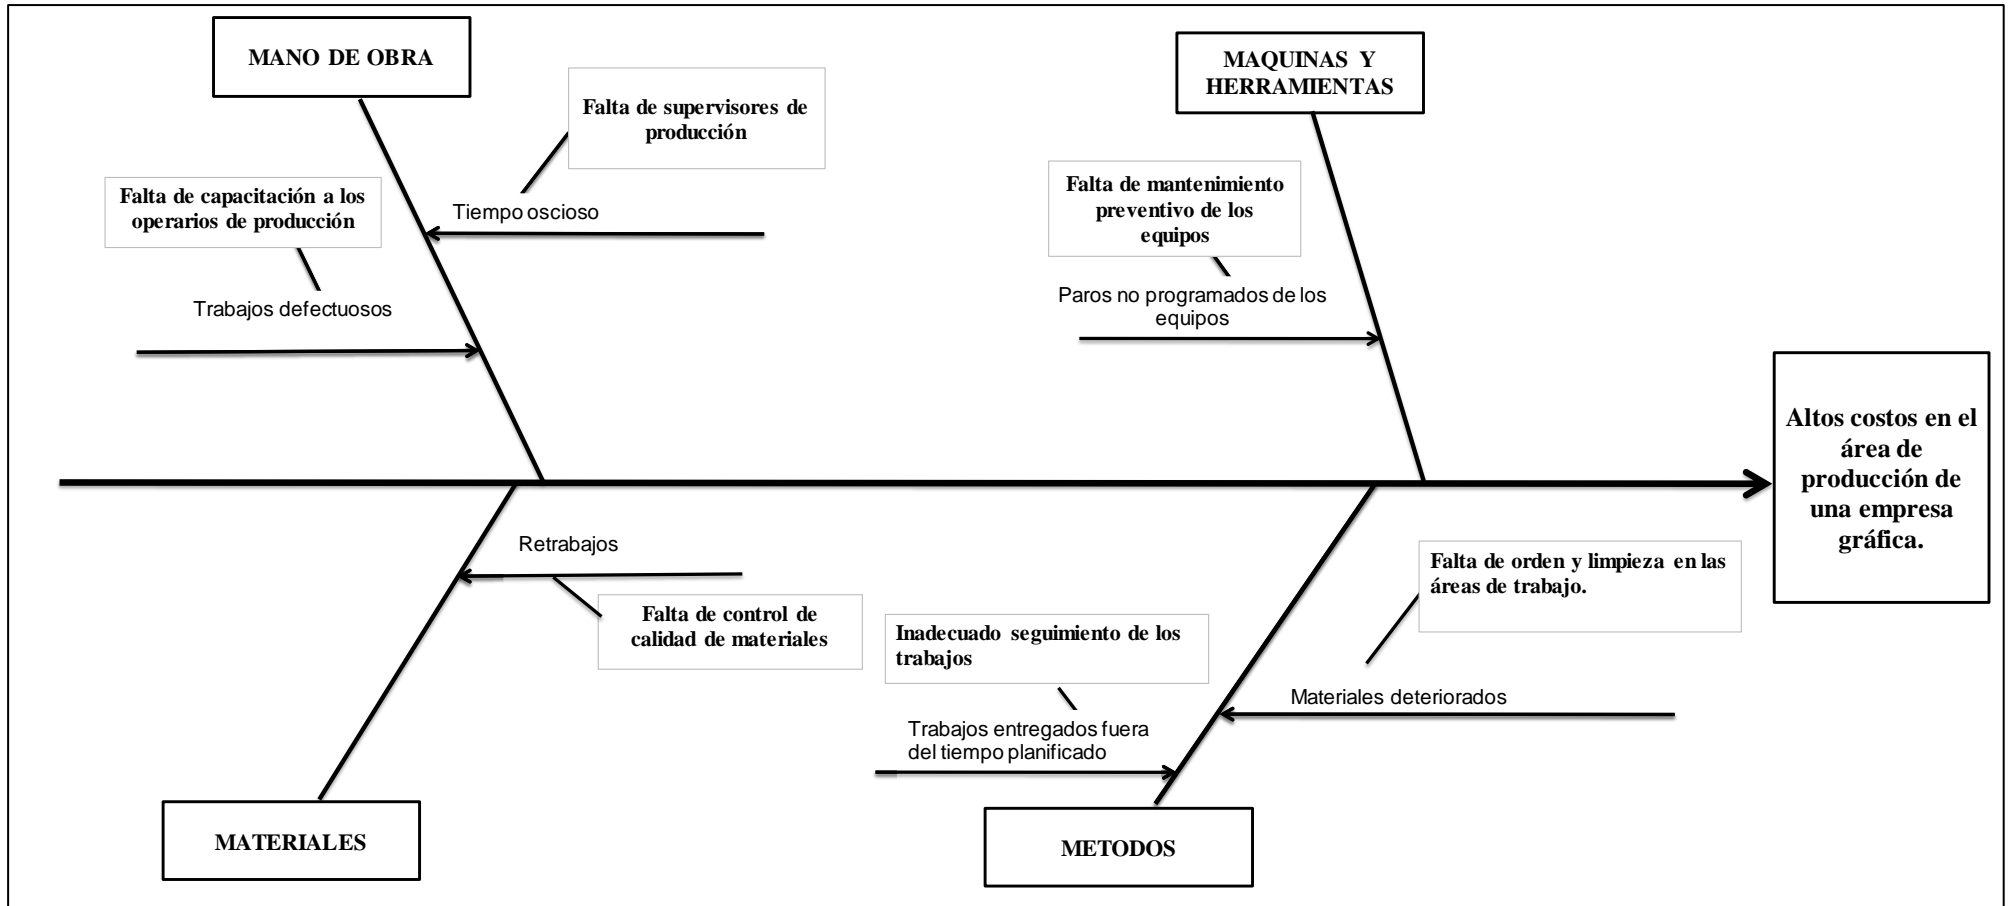 MANO DE OBRA
MAQUINAS Y
HERRAMIENTAS
Falta de supervisores de
producción
Falta de capacitación a los
operarios de producción
Tiempo oscioso
Falta de mantenimiento
preventivo de los
equipos
Trabajos defectuosos
Paros no programados de los
equipos
Altos costos en el
área de
producción de
una empresa
gráfica.
Retrabajos
Falta de control de
calidad de materiales
Falta de orden y limpieza en las
áreas de trabajo.
Inadecuado seguimiento de los
trabajos
Materiales deteriorados
Trabajos entregados fuera
del tiempo planificado
MATERIALES
METODOS